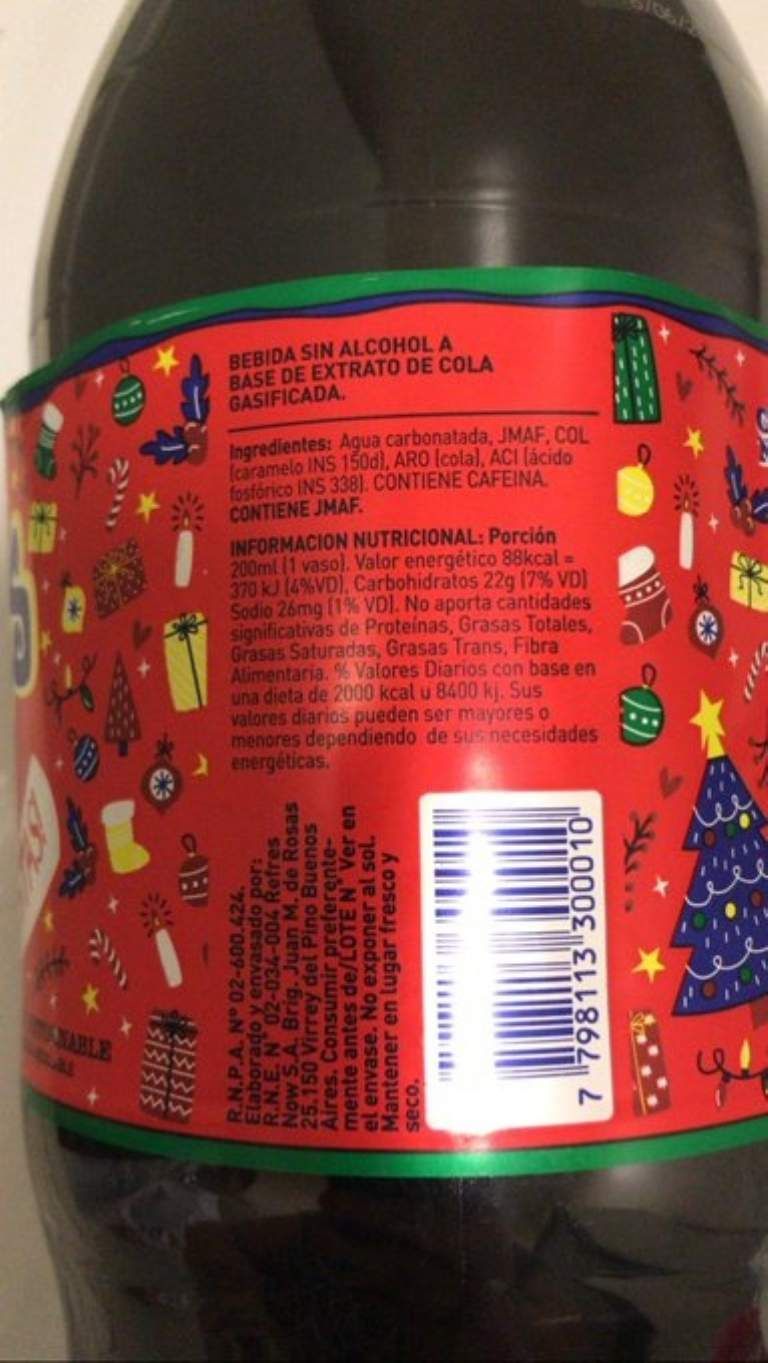 BEBIDA SIN ALCOHOL A
BASE DE EXTRATO DE COLA
GASIFICADA.
Ingredientes: Agua carbonatada, JMAF, COL
(caramelo INS 150d), ARO (cola), ACI (ácido
fosfórico INS 338). CONTIENE CAFEINA.
CONTIENE JMAF.
INFORMACION NUTRICIONAL: Porción
200ml (1 vaso). Valor energético 88kcal =
370 kJ (4%VD), Carbohidratos 22g (7% VD)
Sodio 26mg (1% VD). No aporta cantidades
significativas de Proteínas, Grasas Totales,
Grasas Saturadas, Grasas Trans, Fibra
Alimentaria. % Valores Diarios con base en
una dieta de 2000 kcal u 8400 kj. Sus
valores diarios pueden ser mayores o
menores dependiendo de sus necesidades
energéticas.
R.N.P.A. Nº 02-600.424.
Elaborado y envasado por:
R.N.E. Nº 02-034-004 Refres
Now S.A. Brig. Juan M. de Rosas
25.150 Virrey del Pino Buenos
Aires. Consumir preferente-
mente antes de/LOTE Nº Ver en
el envase. No exponer al sol.
Mantener en lugar fresco y
seco.
7 798113 300010